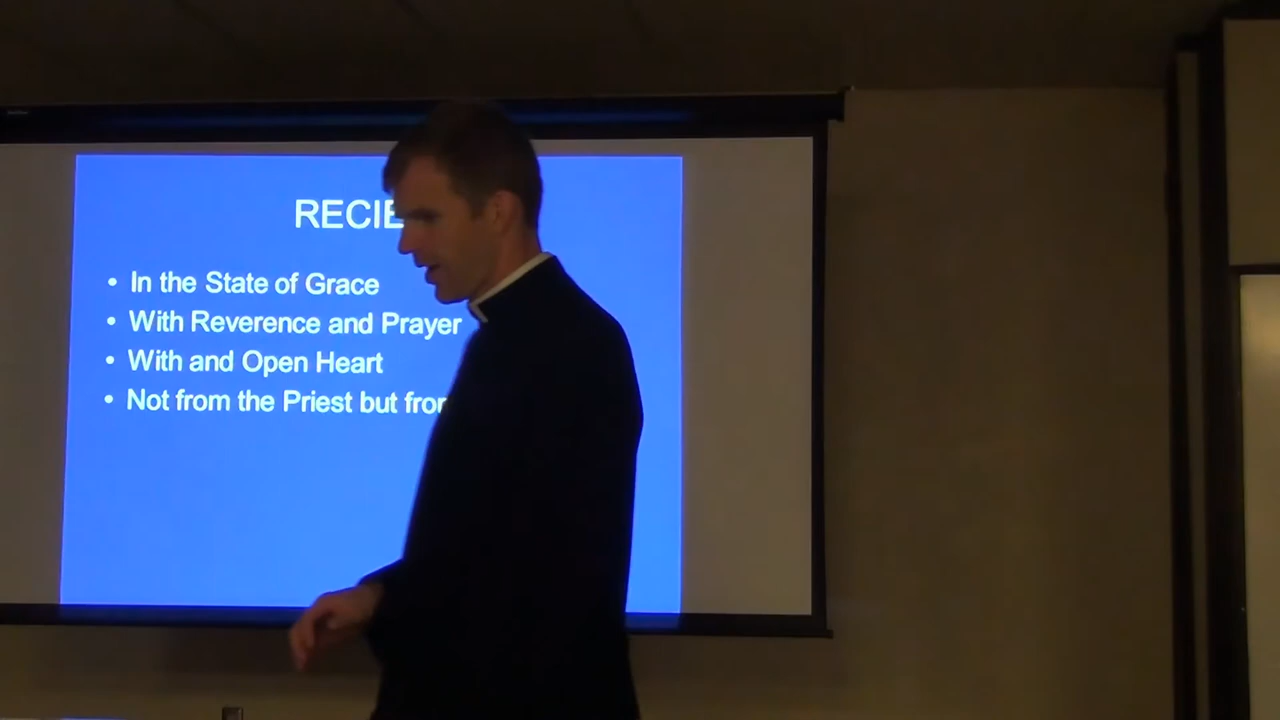 RECIE
• In the State of Grace
• With Reverence and Prayer
• With and Open Heart
• Not from the Priest but